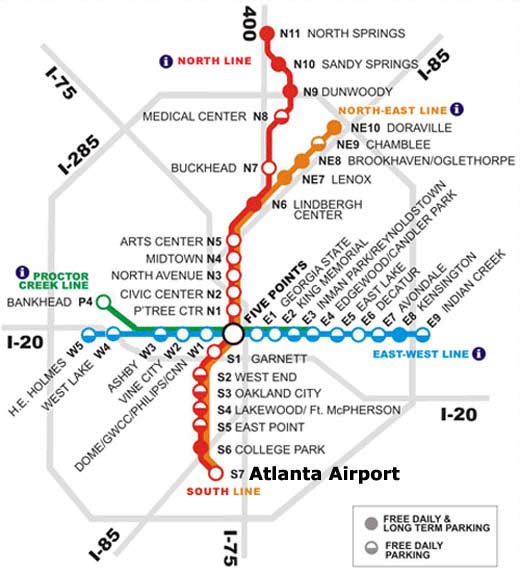 400
N11 NORTH SPRINGS
i NORTH LINE
N10 SANDY SPRINGS
I-85
I-75
N9 DUNWOODY
NORTH-EAST LINE i
MEDICAL CENTER N8
NE10 DORAVILLE
I-285
NE9 CHAMBLEE
NE8 BROOKHAVEN/OGLETHORPE
BUCKHEAD N7
NE7 LENOX
N6 LINDBERGH
CENTER
ARTS CENTER N5
MIDTOWN N4
NORTH AVENUE N3
CIVIC CENTER N2
P'TREE CTR N1
i PROCTOR
CREEK LINE
BANKHEAD P4
FIVE POINTS
E1 GEORGIA STATE
E2 KING MEMORIAL
E3 INMAN PARK/REYNOLDSTOWN
E4 EDGEWOOD/CANDLER PARK
E5 EAST LAKE
E6 DECATUR
E7 AVONDALE
E8 KENSINGTON
E9 INDIAN CREEK
I-20
H.E. HOLMES W5
WEST LAKE W4
ASHBY W3
VINE CITY W2
DOME/GWCC/PHILIPS/CNN W1
EAST-WEST LINE i
S1 GARNETT
S2 WEST END
S3 OAKLAND CITY
S4 LAKEWOOD/ Ft. McPHERSON
I-20
S5 EAST POINT
S6 COLLEGE PARK
S7 Atlanta Airport
SOUTH LINE
I-85
I-75
FREE DAILY &
LONG TERM PARKING
FREE DAILY
PARKING